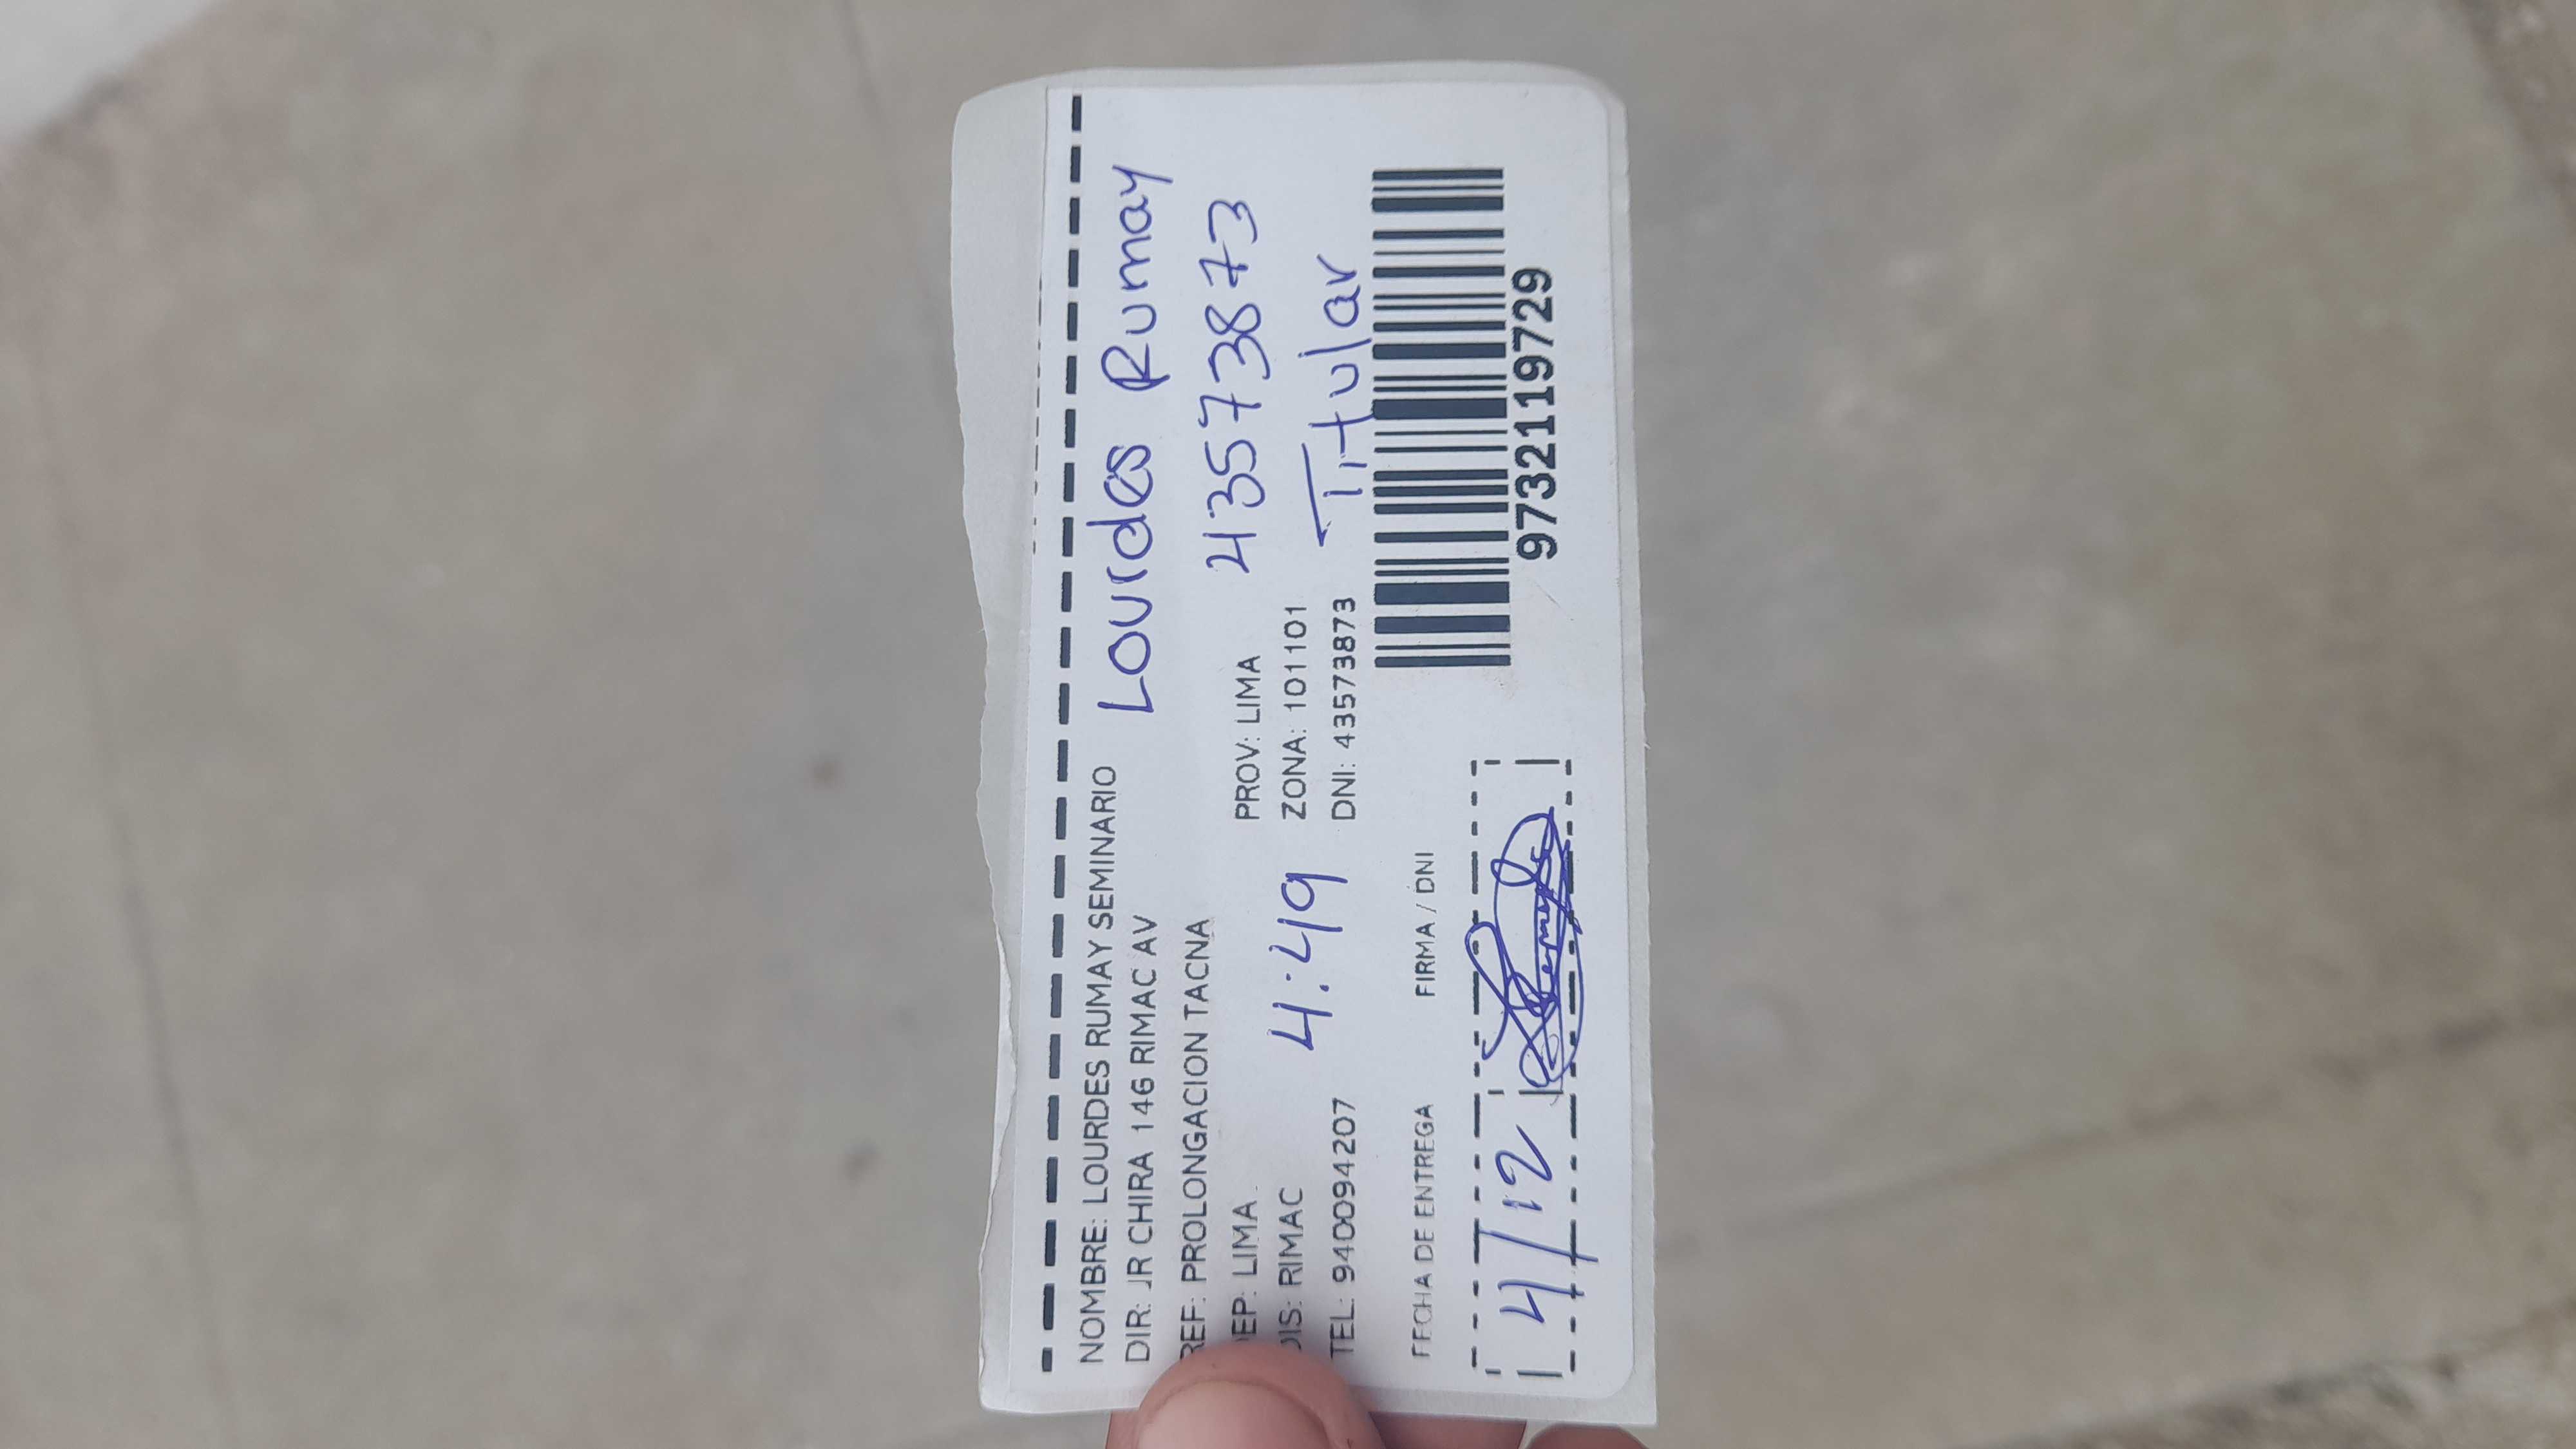 NOMBRE: LOURDES RUMAY SEMINARIO
Lourdes Rumay
DIR: JR CHIRA 146 RIMAC AV
REF: PROLONGACION TACNA
43573873
EP: LIMA
PROV: LIMA
DIS: RIMAC
4:49
ZONA: 101101
Titular
TEL: 940094207
DNI: 43573873
FECHA DE ENTREGA
FIRMA / DNI
4/12
9732119729